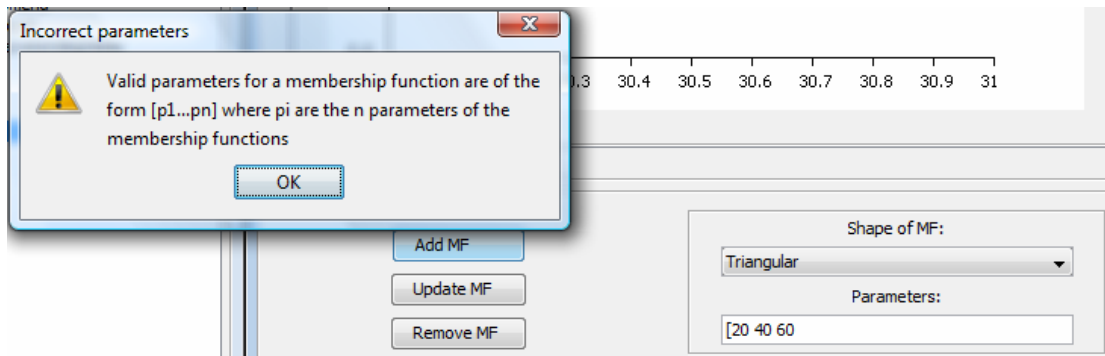 Incorrect parameters
Valid parameters for a membership function are of the
form [p1...pn] where pi are the n parameters of the
membership functions
OK
30.4 30.5 30.6 30.7 30.8 30.9 31
Add MF
Update MF
Remove MF
Shape of MF:
Triangular
Parameters:
[20 40 60